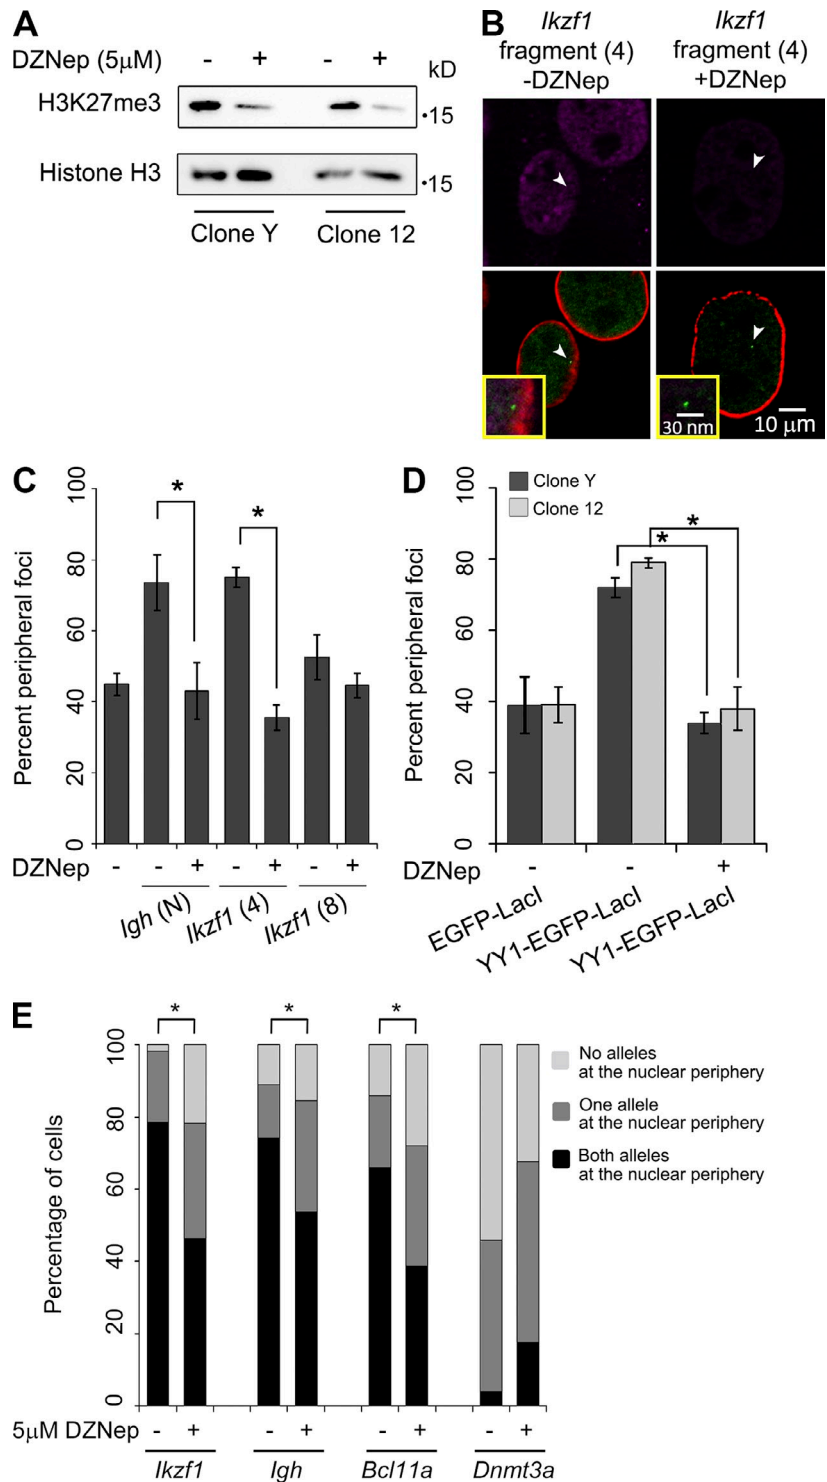 A
DZNep (5μM) - + - + kD
H3K27me3
•15
Histone H3
•15
Clone Y Clone 12
B
Ikzf1 fragment (4) -DZNep
Ikzf1 fragment (4) +DZNep
30 nm
10 μm
C
Percent peripheral foci
100
80
60
40
20
0
*
*
DZNep - - + - + - +
Igh (N) Ikzf1 (4) Ikzf1 (8)
D
Percent peripheral foci
100
80
60
40
20
0
Clone Y
Clone 12
*
*
DZNep - - +
EGFP-LacI
YY1-EGFP-LacI
YY1-EGFP-LacI
E
Percentage of cells
100
80
60
40
20
0
* * *
No alleles
at the nuclear periphery
One allele
at the nuclear periphery
Both alleles
at the nuclear periphery
5μM DZNep - + - + - + - +
Ikzf1 Igh Bcl11a Dnmt3a